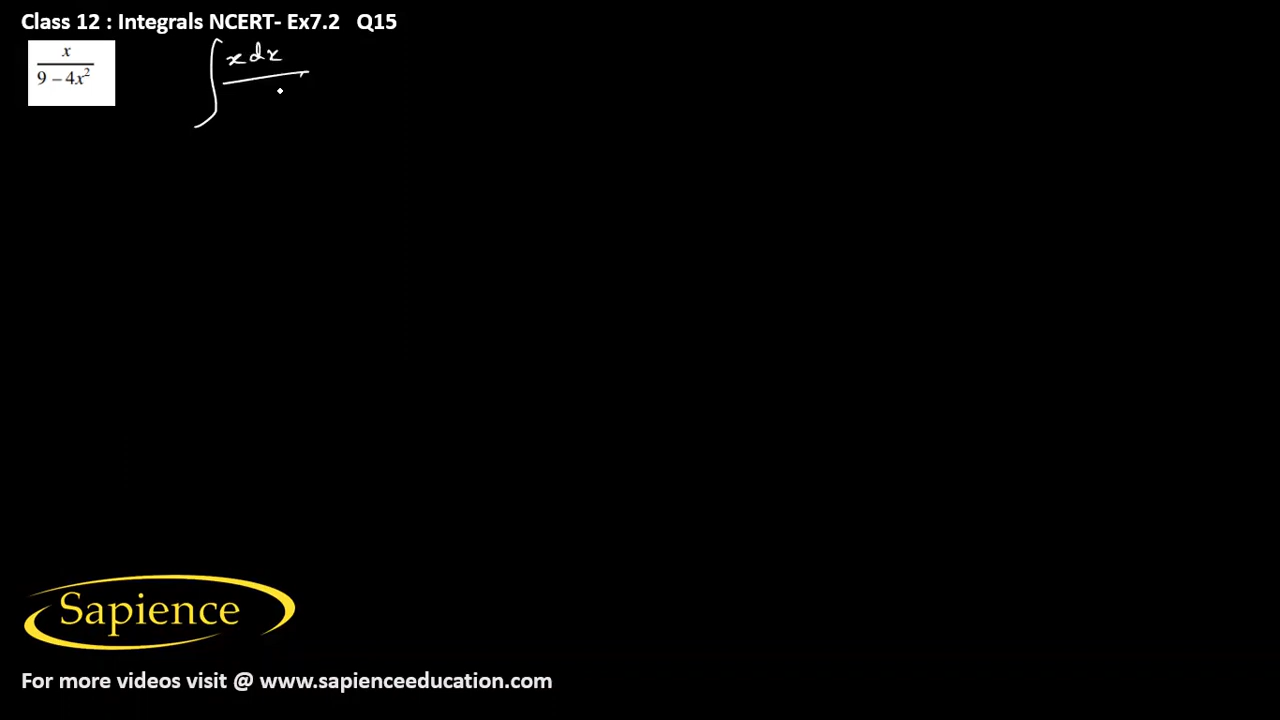 Class 12 : Integrals NCERT- Ex7.2 Q15
x
9 – 4x²
∫ x dx
Sapience
For more videos visit @ www.sapienceeducation.com